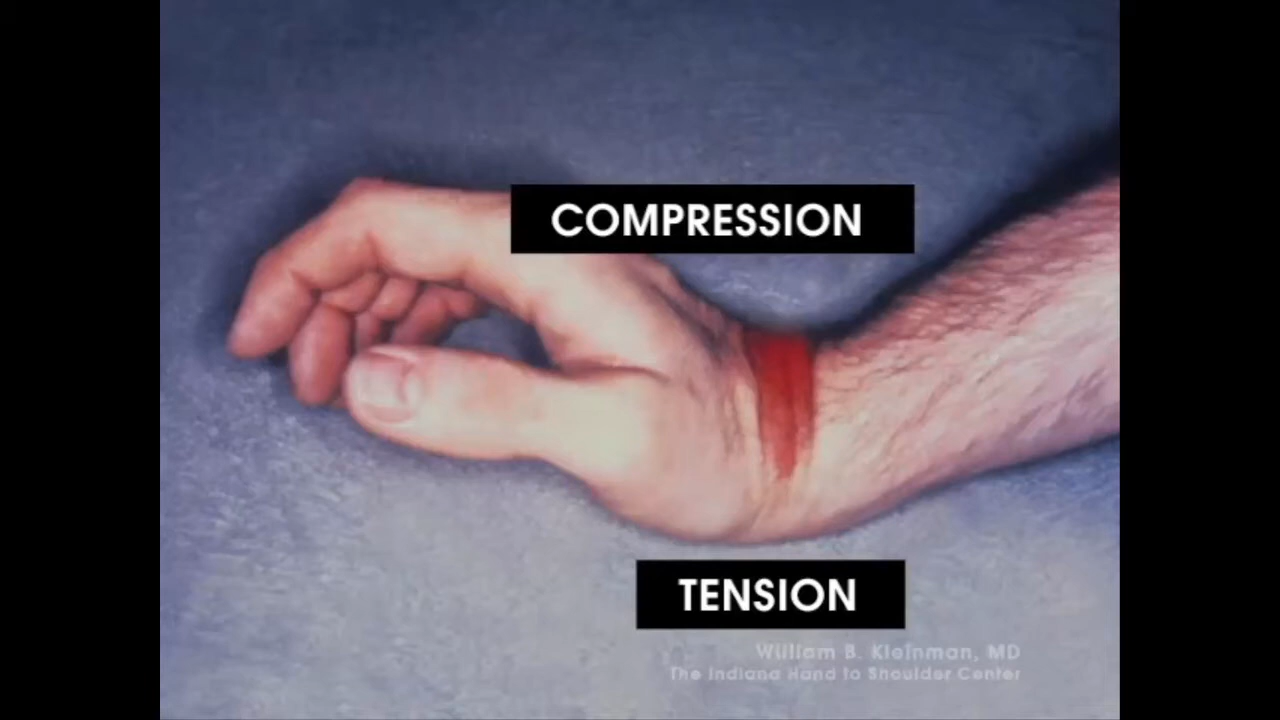 COMPRESSION
TENSION
William B. Kleinman, MD
The Indiana Hand to Shoulder Center